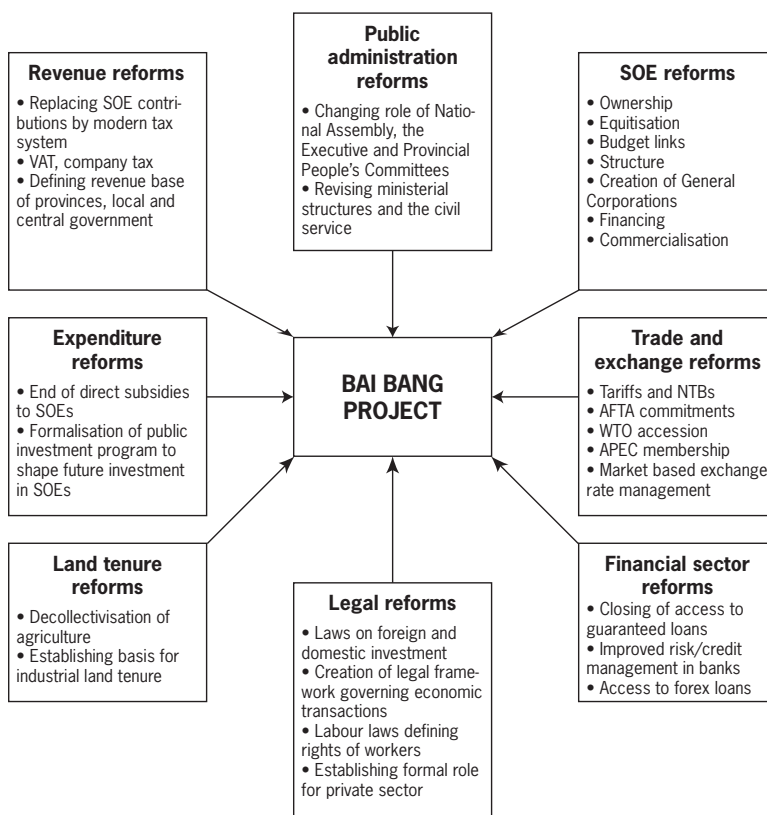 Revenue reforms
• Replacing SOE contri-
butions by modern tax
system
• VAT, company tax
• Defining revenue base
of provinces, local and
central government
Public
administration
reforms
• Changing role of Natio-
nal Assembly, the
Executive and Provincial
People's Committees
• Revising ministerial
structures and the civil
service
SOE reforms
• Ownership
• Equitisation
• Budget links
• Structure
• Creation of General
Corporations
• Financing
• Commercialisation
Expenditure
reforms
• End of direct subsidies
to SOEs
• Formalisation of public
investment program to
shape future investment
in SOEs
BAI BANG
PROJECT
Trade and
exchange reforms
• Tariffs and NTBs
• AFTA commitments
• WTO accession
• APEC membership
• Market based exchange
rate management
Land tenure
reforms
• Decollectivisation of
agriculture
• Establishing basis for
industrial land tenure
Legal reforms
• Laws on foreign and
domestic investment
• Creation of legal frame-
work governing economic
transactions
• Labour laws defining
rights of workers
• Establishing formal role
for private sector
Financial sector
reforms
• Closing of access to
guaranteed loans
• Improved risk/credit
management in banks
• Access to forex loans